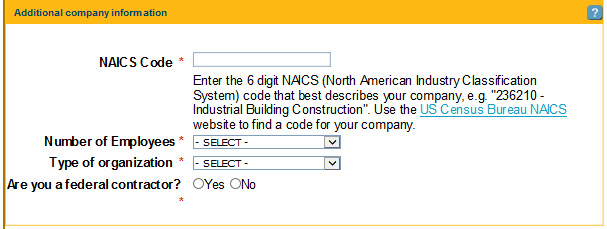 Additional company information ?
NAICS Code *
Enter the 6 digit NAICS (North American Industry Classification
System) code that best describes your company, e.g. "236210 -
Industrial Building Construction". Use the US Census Bureau NAICS
website to find a code for your company.
Number of Employees * - SELECT -
Type of organization * - SELECT -
Are you a federal contractor? Yes No
*